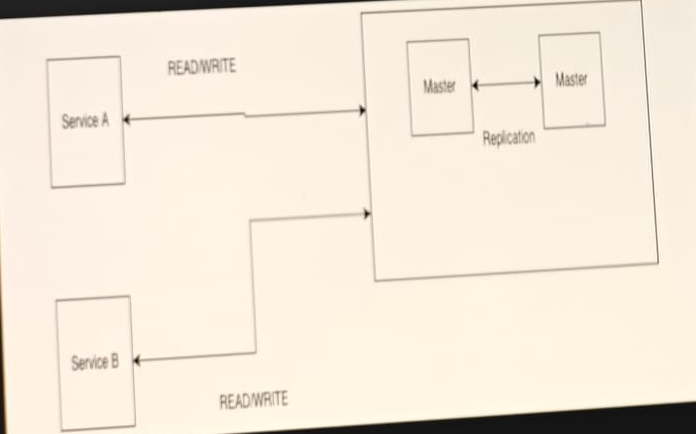 READ/WRITE
Service A
Master
Master
Replication
Service B
READ/WRITE